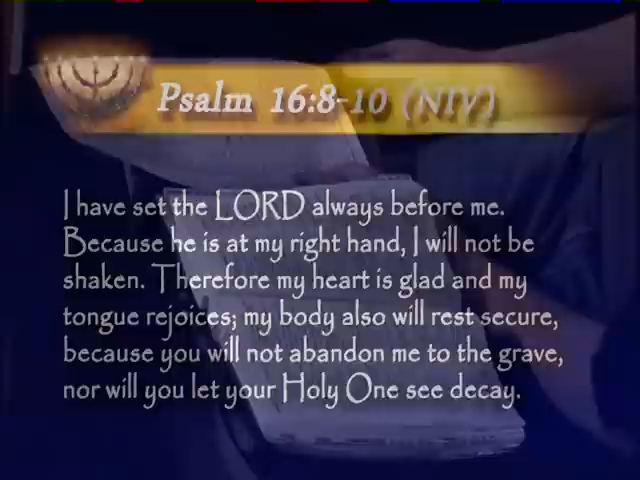 Psalm 16:8-10 (NIV)
I have set the LORD always before me.
Because he is at my right hand, I will not be
shaken. Therefore my heart is glad and my
tongue rejoices; my body also will rest secure,
because you will not abandon me to the grave,
nor will you let your Holy One see decay.